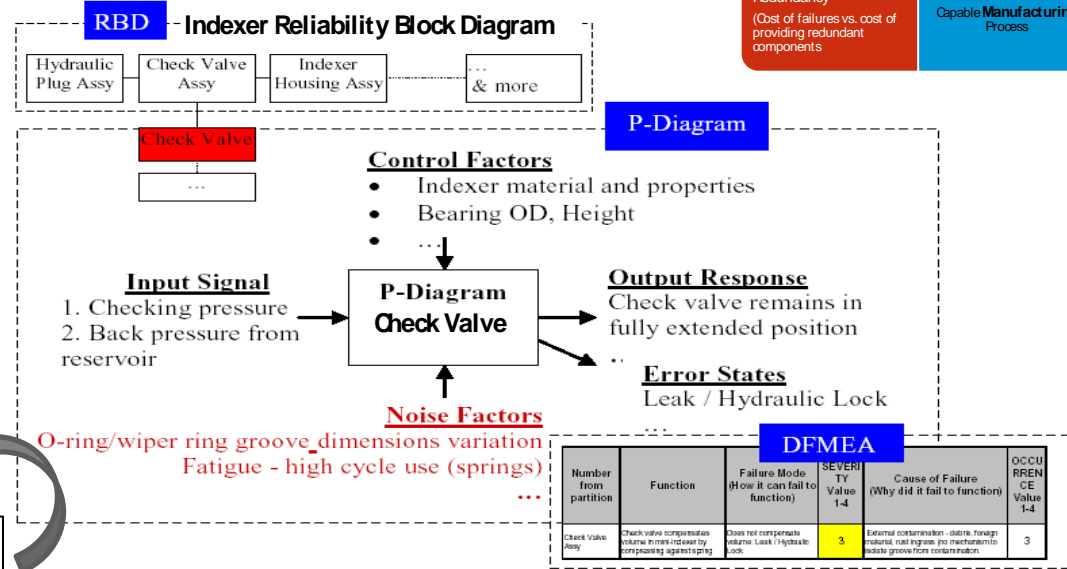 Redundancy
(Cost of failures vs. cost of
providing redundant
components
Capable Manufacturin
Process
RBD
Indexer Reliability Block Diagram
Hydraulic
Plug Assy
Check Valve
Assy
Indexer
Housing Assy
...
& more
Check Valve
...
P-Diagram
Control Factors
• Indexer material and properties
• Bearing OD, Height
• ...
Input Signal
1. Checking pressure
2. Back pressure from
reservoir
P-Diagram
Check Valve
Output Response
Check valve remains in
fully extended position
..
Error States
Leak / Hydraulic Lock
...
Noise Factors
O-ring/wiper ring groove dimensions variation
Fatigue - high cycle use (springs)
...
DFMEA
Number
from
partition
Function
Failure Mode
(How it can fail to
function)
SEVERI
TY
Value
1-4
Cause of Failure
(Why did it fail to function)
OCCU
RREN
CE
Value
1-4
Check Valve
Assy
Check valve compensates
volume in mini-indexer by
compressing against spring
Does not compensate
volume: Leak / Hydraulic
Lock
3
External contamination - debris, foreign
material, rust ingress (no mechanism to
isolate groove from contamination.
3